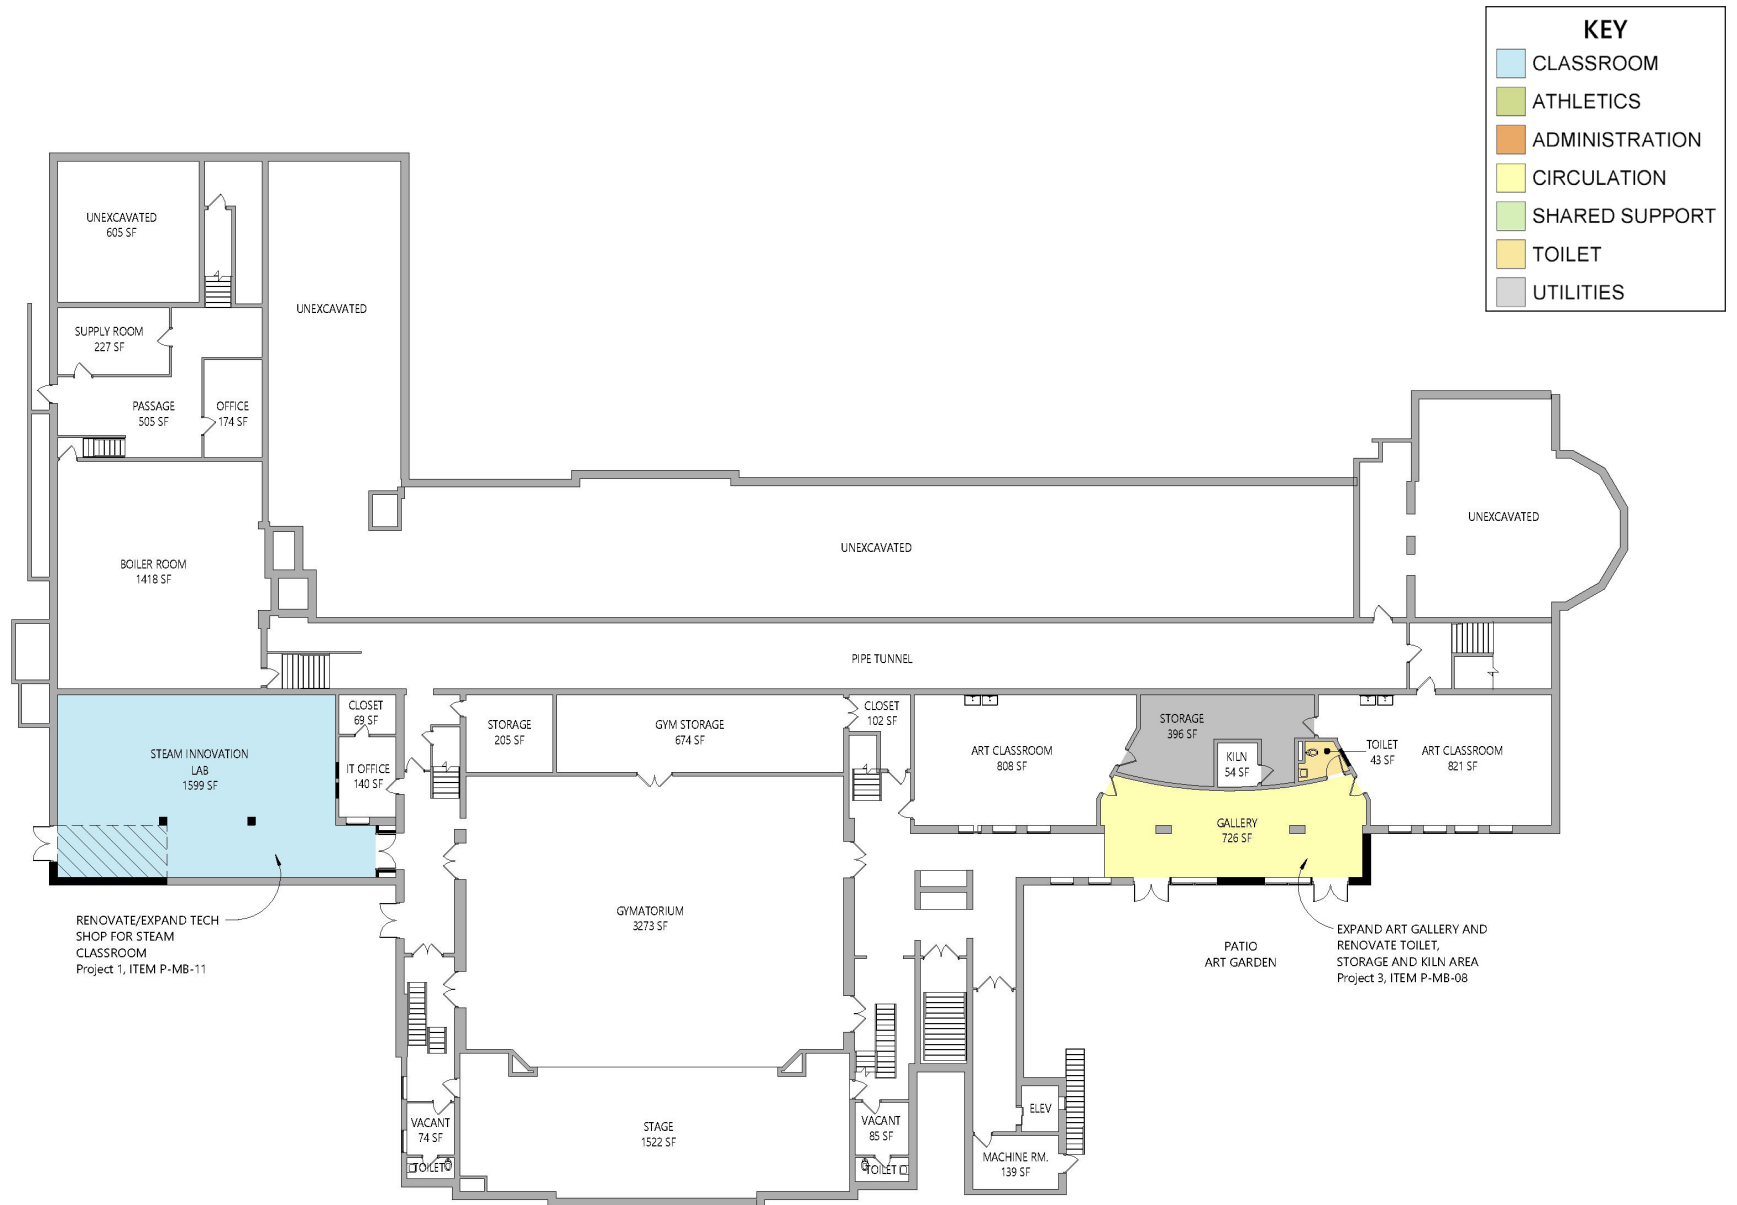 KEY
CLASSROOM
ATHLETICS
ADMINISTRATION
CIRCULATION
SHARED SUPPORT
TOILET
UTILITIES
UNEXCAVATED
605 SF
UNEXCAVATED
SUPPLY ROOM
227 SF
PASSAGE
505 SF
OFFICE
174 SF
UNEXCAVATED
UNEXCAVATED
BOILER ROOM
1418 SF
PIPE TUNNEL
STEAM INNOVATION
LAB
1599 SF
CLOSET
69 SF
IT OFFICE
140 SF
STORAGE
205 SF
GYM STORAGE
674 SF
CLOSET
102 SF
ART CLASSROOM
808 SF
STORAGE
396 SF
KILN
54 SF
TOILET
43 SF
ART CLASSROOM
821 SF
GALLERY
726 SF
GYMATORIUM
3273 SF
RENOVATE/EXPAND TECH
SHOP FOR STEAM
CLASSROOM
Project 1, ITEM P-MB-11
PATIO
ART GARDEN
EXPAND ART GALLERY AND
RENOVATE TOILET,
STORAGE AND KILN AREA
Project 3, ITEM P-MB-08
VACANT
74 SF
TOILET
STAGE
1522 SF
VACANT
85 SF
TOILET
ELEV
MACHINE RM.
139 SF